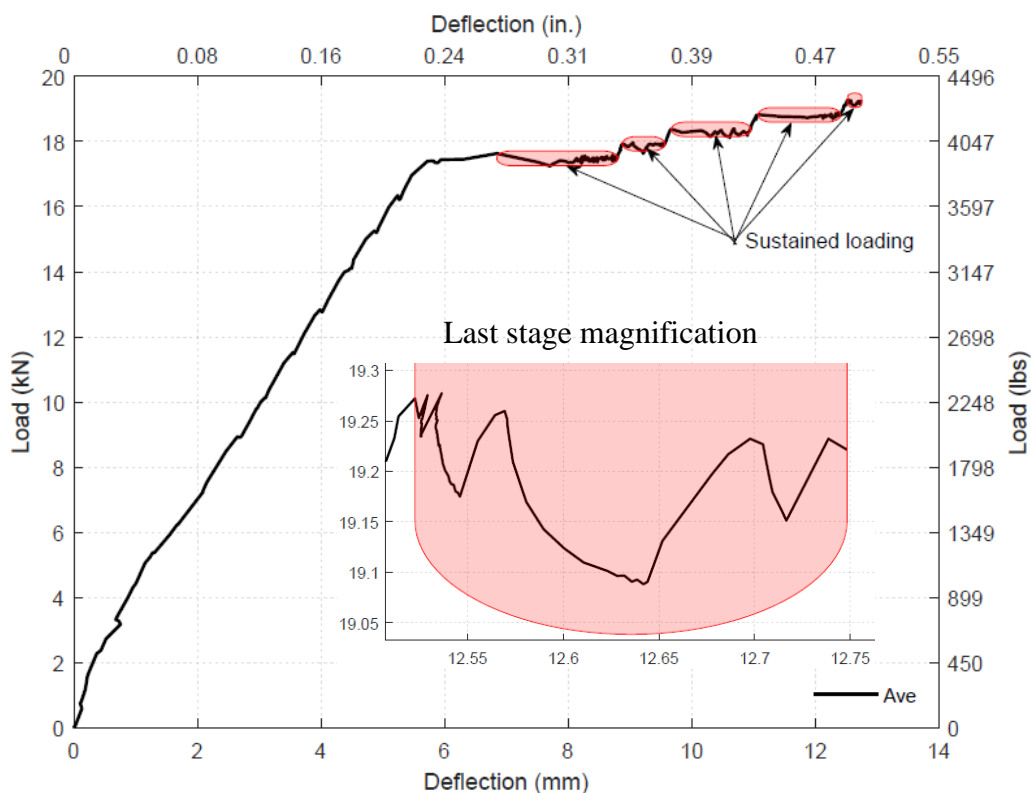 Deflection (in.)
0 0.08 0.16 0.24 0.31 0.39 0.47 0.55
20 4496
18 4047
16 3597
Sustained loading
14 3147
12 2698
Last stage magnification
10 2248
8 1798
6 1349
4 899
2 450
0 0
Load (kN)
Load (lbs)
19.3
19.25
19.2
19.15
19.1
19.05
12.55 12.6 12.65 12.7 12.75
Ave
0 2 4 6 8 10 12 14
Deflection (mm)